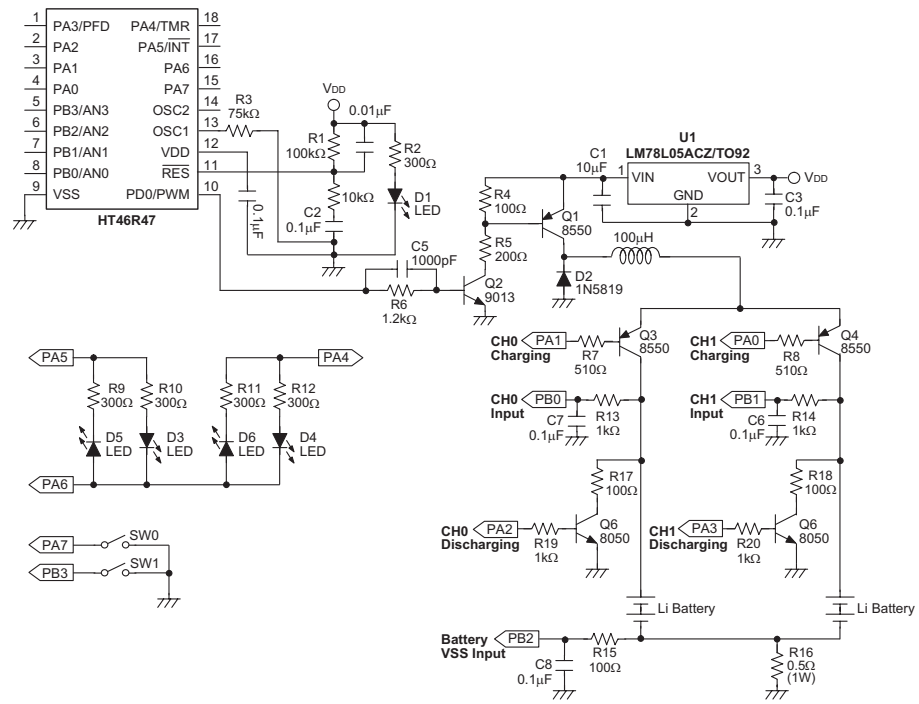 1 PA3/PFD PA4/TMR 18
2 PA2 PA5/INT 17
3 PA1 PA6 16
4 PA0 PA7 15
5 PB3/AN3 OSC2 14
6 PB2/AN2 OSC1 13
7 PB1/AN1 VDD 12
8 PB0/AN0 RES 11
9 VSS PD0/PWM 10
HT46R47
R3
75kΩ
0.1μF
VDD
0.01μF
R1
100kΩ
R2
300Ω
10kΩ
C2
0.1μF
D1
LED
C5
1000pF
R6
1.2kΩ
Q2
9013
R4
100Ω
R5
200Ω
Q1
8550
D2
1N5819
C1
10μF
U1
LM78L05ACZ/TO92
1 VIN VOUT 3
GND
2
VDD
C3
0.1μF
100μH
CH0
Charging
PA1
R7
510Ω
Q3
8550
CH1
Charging
PA0
R8
510Ω
Q4
8550
CH0
Input
PB0
C7
0.1μF
R13
1kΩ
CH1
Input
PB1
C6
0.1μF
R14
1kΩ
R17
100Ω
R18
100Ω
CH0
Discharging
PA2
R19
1kΩ
Q6
8050
CH1
Discharging
PA3
R20
1kΩ
Q6
8050
Li Battery
Li Battery
Battery
VSS Input
PB2
C8
0.1μF
R15
100Ω
R16
0.5Ω
(1W)
PA5
PA4
R9
300Ω
R10
300Ω
R11
300Ω
R12
300Ω
D5
LED
D3
LED
D6
LED
D4
LED
PA6
PA7
SW0
PB3
SW1